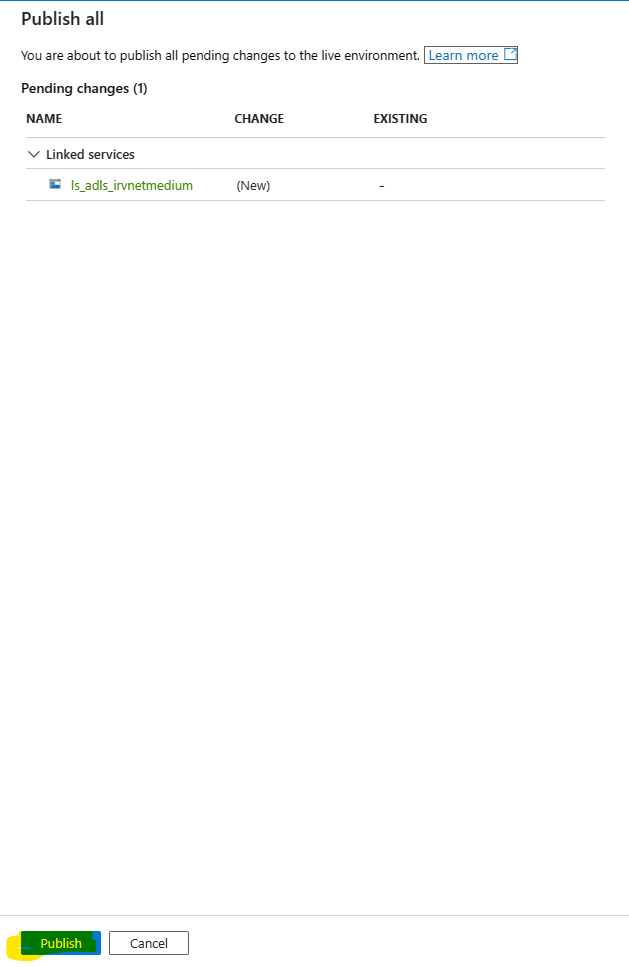 Publish all
You are about to publish all pending changes to the live environment. Learn more
Pending changes (1)
NAME CHANGE EXISTING
Linked services
ls_adls_irvnetmedium (New) -
Publish Cancel